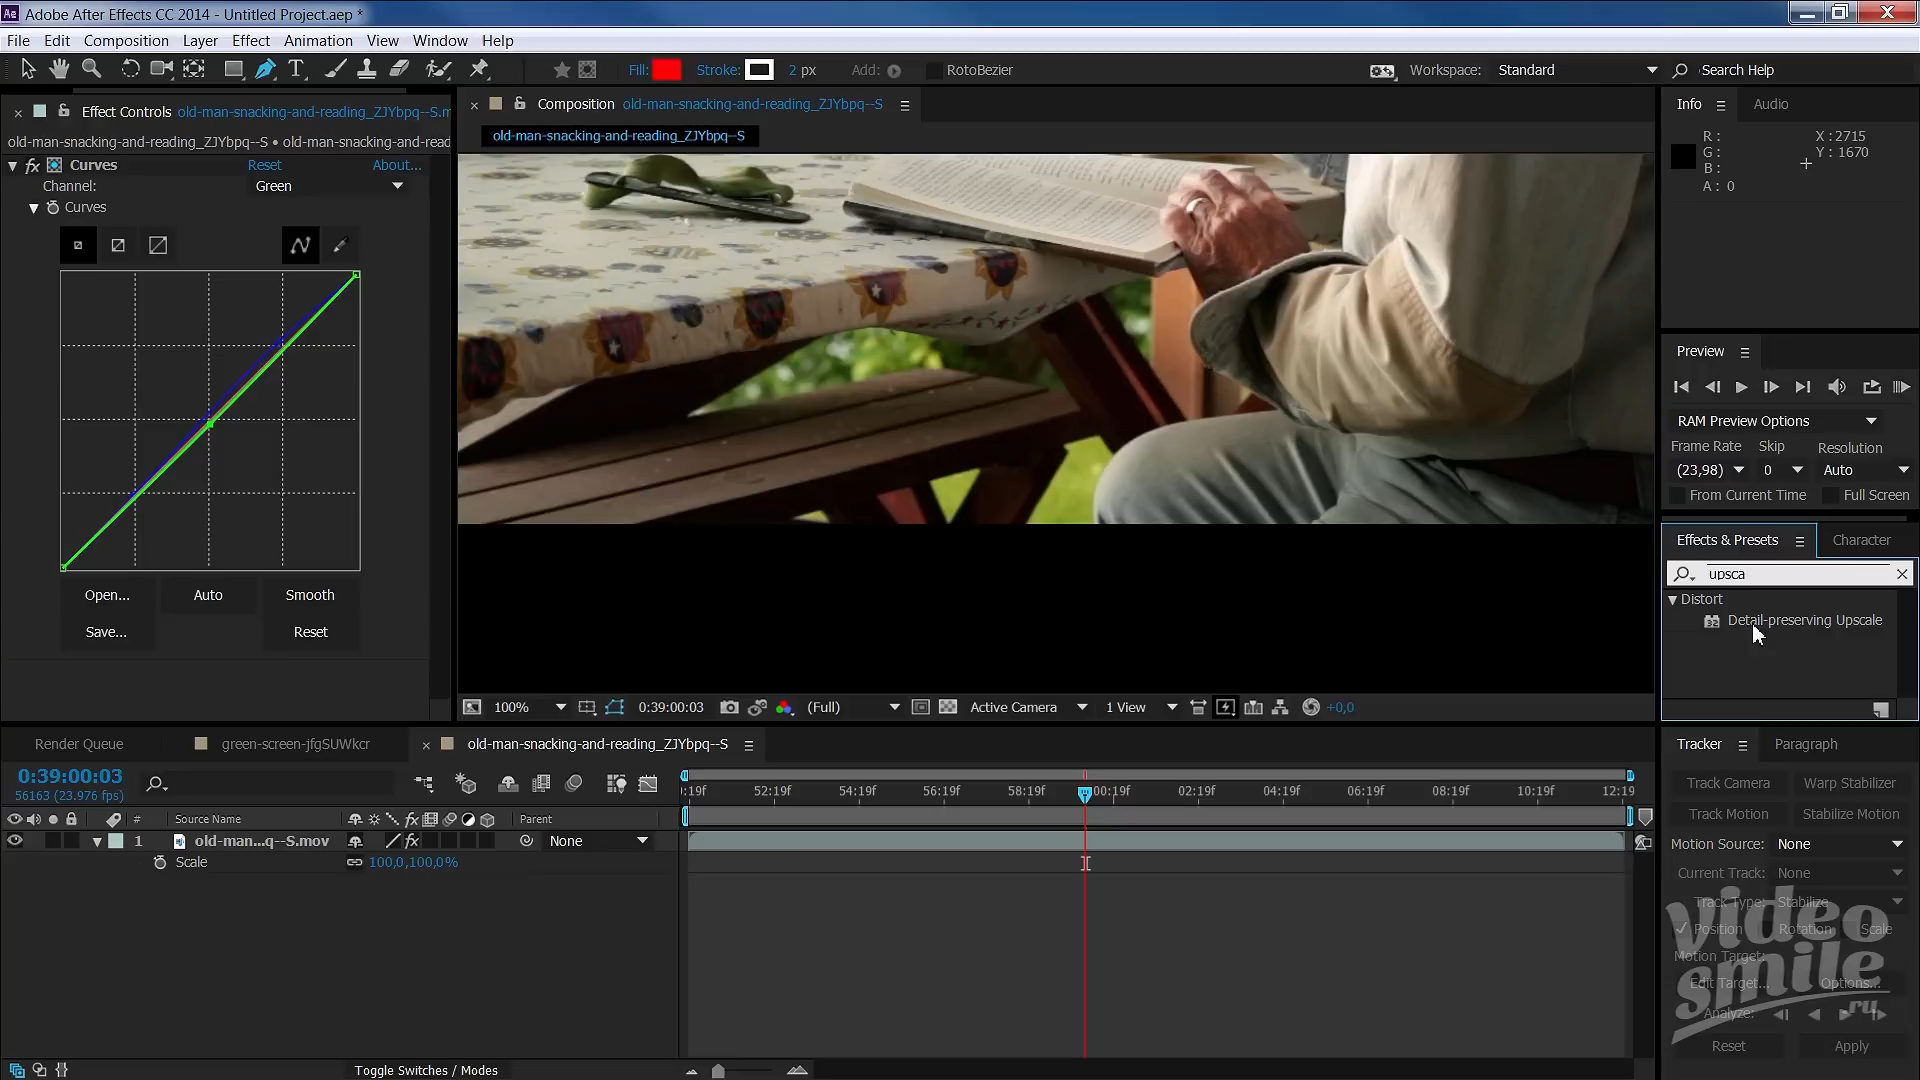 Adobe After Effects CC 2014 - Untitled Project.aep *
File Edit Composition Layer Effect Animation View Window Help
Fill: Stroke: 2 px Add: RotoBezier Workspace: Standard Search Help
Effect Controls old-man-snacking-and-reading_ZJYbpq--S.m
old-man-snacking-and-reading_ZJYbpq--S • old-man-snacking-and-read
fx Curves Reset About...
Channel: Green
Curves
Open... Auto Smooth
Save... Reset
Composition old-man-snacking-and-reading_ZJYbpq--S
old-man-snacking-and-reading_ZJYbpq--S
100% 0:39:00:03 (Full) Active Camera 1 View +0,0
Info Audio
R: X: 2715
G: Y: 1670
B:
A: 0
Preview
RAM Preview Options
Frame Rate Skip Resolution
(23,98) 0 Auto
From Current Time Full Screen
Effects & Presets Character
upsca
Distort
32 Detail-preserving Upscale
Render Queue green-screen-jfgSUWkcr old-man-snacking-and-reading_ZJYbpq--S
0:39:00:03
56163 (23.976 fps)
:19f 52:19f 54:19f 56:19f 58:19f 00:19f 02:19f 04:19f 06:19f 08:19f 10:19f 12:19
# Source Name fx Parent
1 old-man...q--S.mov fx None
Scale 100,0,100,0%
Toggle Switches / Modes
Tracker Paragraph
Track Camera Warp Stabilizer
Track Motion Stabilize Motion
Motion Source: None
Current Track: None
Track Type: Stabilize
Position Rotation Scale
Motion Target:
Edit Target... Options...
Analyze:
Reset Apply
video
smile
.ru